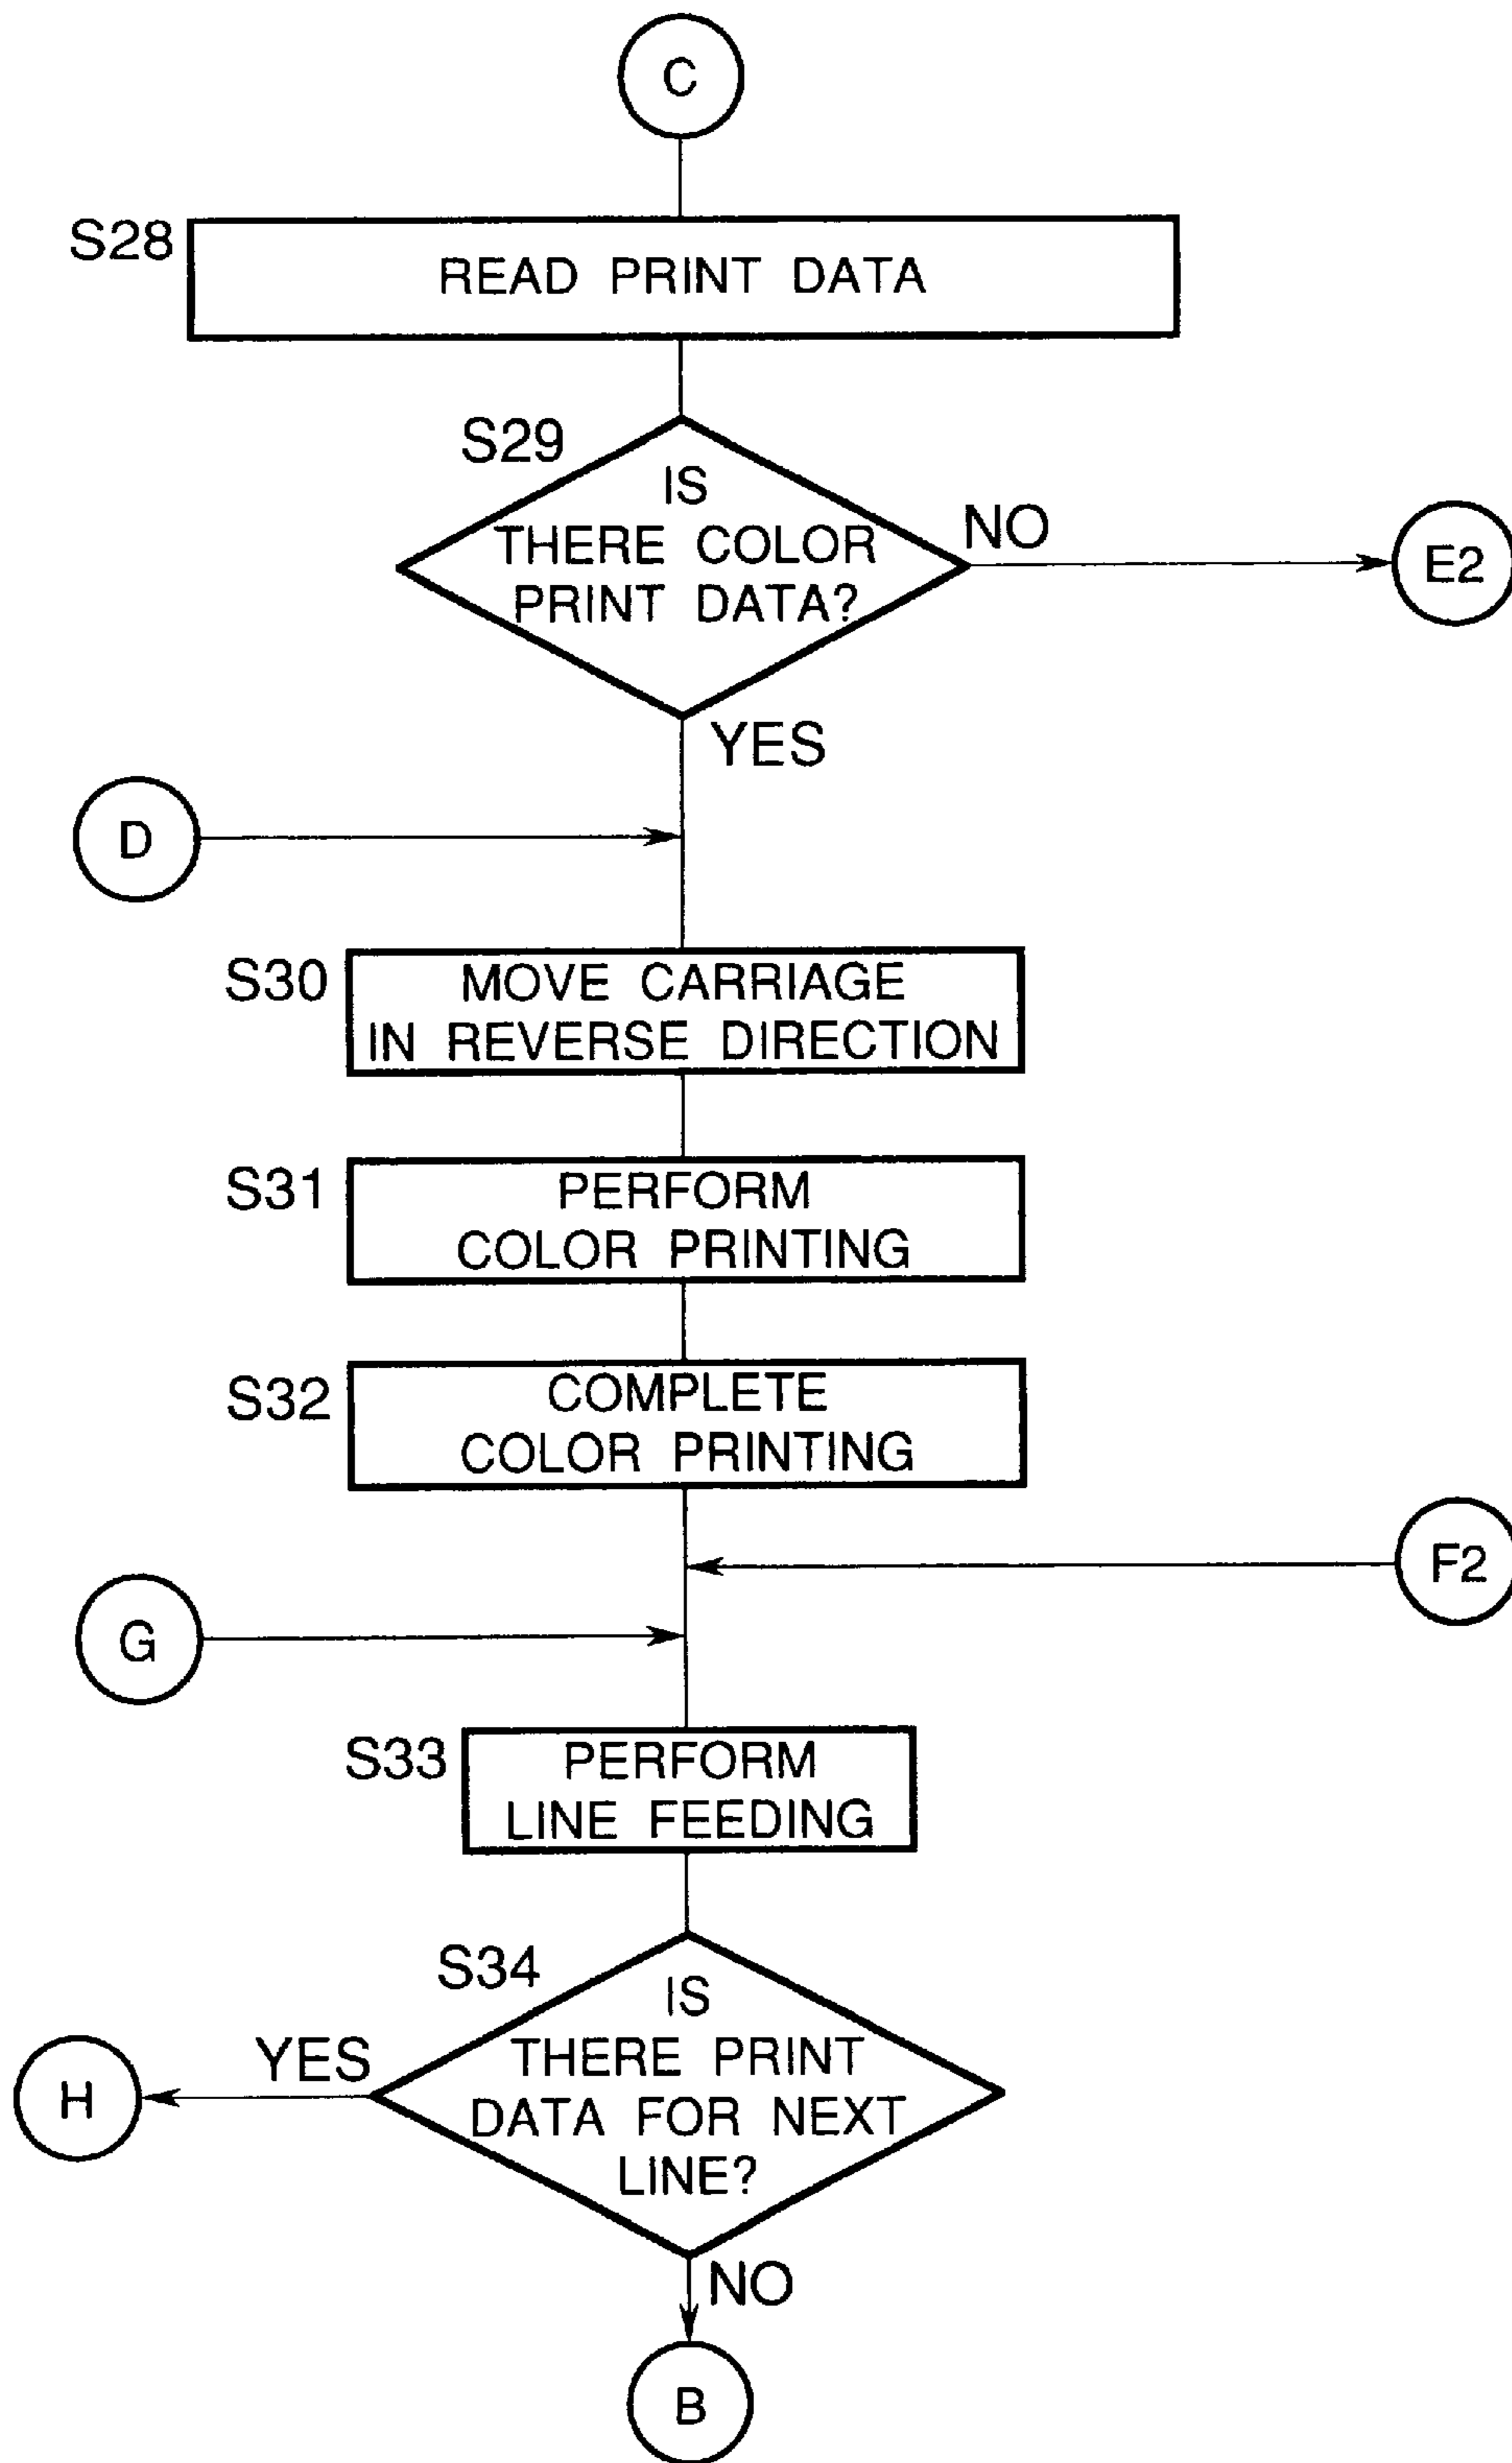 C
S28
READ PRINT DATA
S29
IS
THERE COLOR
PRINT DATA?
NO
E2
YES
D
S30
MOVE CARRIAGE
IN REVERSE DIRECTION
S31
PERFORM
COLOR PRINTING
S32
COMPLETE
COLOR PRINTING
F2
G
S33
PERFORM
LINE FEEDING
S34
IS
THERE PRINT
DATA FOR NEXT
LINE?
YES
H
NO
B